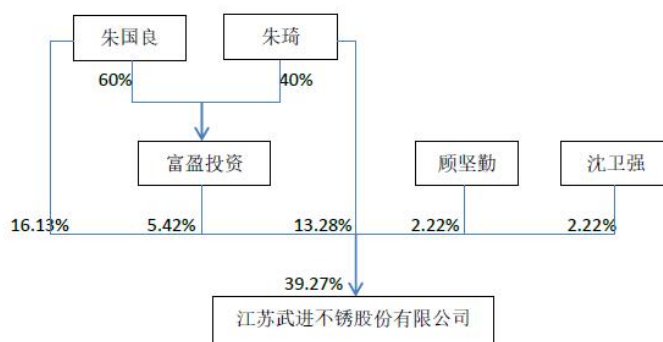 朱国良
朱琦
60%
40%
富盈投资
顾坚勤
沈卫强
16.13%
5.42%
13.28%
2.22%
2.22%
39.27%
江苏武进不锈股份有限公司